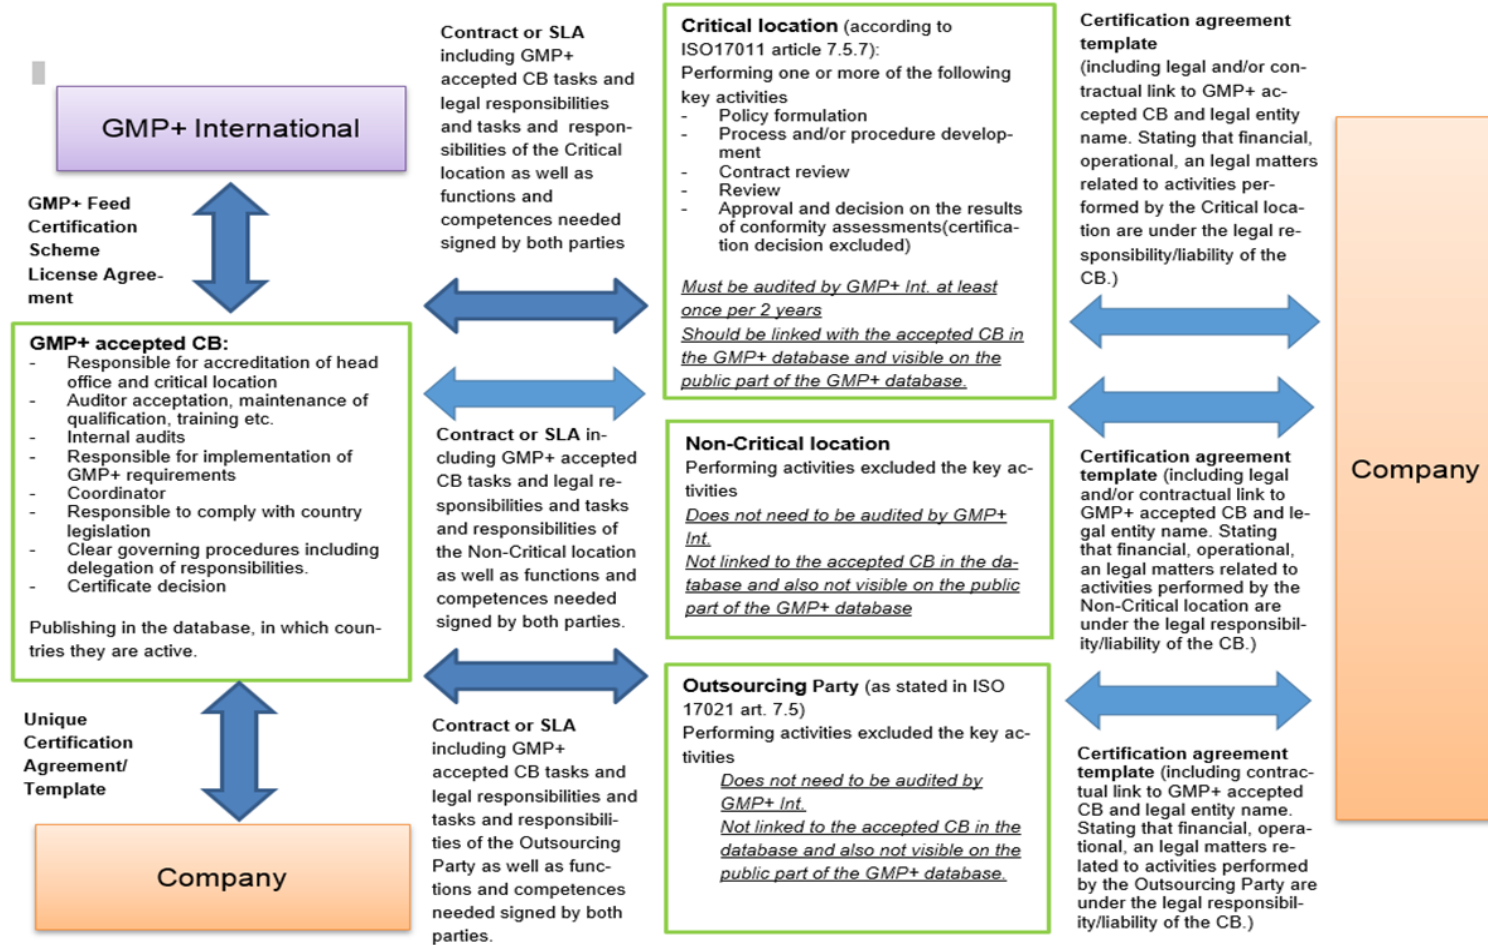 GMP+ International
GMP+ Feed
Certification
Scheme
License Agree-
ment
GMP+ accepted CB:
- Responsible for accreditation of head
office and critical location
- Auditor acceptation, maintenance of
qualification, training etc.
- Internal audits
- Responsible for implementation of
GMP+ requirements
- Coordinator
- Responsible to comply with country
legislation
- Clear governing procedures including
delegation of responsibilities.
- Certificate decision
Publishing in the database, in which coun-
tries they are active.
Unique
Certification
Agreement/
Template
Company
Contract or SLA
including GMP+
accepted CB tasks and
legal responsibilities
and tasks and respon-
sibilities of the Critical
location as well as
functions and
competences needed
signed by both parties
Contract or SLA in-
cluding GMP+ accepted
CB tasks and legal re-
sponsibilities and tasks
and responsibilities of
the Non-Critical location
as well as functions and
competences needed
signed by both parties.
Contract or SLA
including GMP+
accepted CB tasks and
legal responsibilities and
tasks and responsibili-
ties of the Outsourcing
Party as well as func-
tions and competences
needed signed by both
parties.
Critical location (according to
ISO17011 article 7.5.7):
Performing one or more of the following
key activities
- Policy formulation
- Process and/or procedure develop-
ment
- Contract review
- Review
- Approval and decision on the results
of conformity assessments(certifica-
tion decision excluded)
Must be audited by GMP+ Int. at least
once per 2 years
Should be linked with the accepted CB in
the GMP+ database and visible on the
public part of the GMP+ database.
Non-Critical location
Performing activities excluded the key ac-
tivities
Does not need to be audited by GMP+
Int.
Not linked to the accepted CB in the da-
tabase and also not visible on the public
part of the GMP+ database
Outsourcing Party (as stated in ISO
17021 art. 7.5)
Performing activities excluded the key ac-
tivities
Does not need to be audited by
GMP+ Int.
Not linked to the accepted CB in the
database and also not visible on the
public part of the GMP+ database.
Certification agreement
template
(including legal and/or con-
tractual link to GMP+ ac-
cepted CB and legal entity
name. Stating that financial,
operational, an legal matters
related to activities per-
formed by the Critical loca-
tion are under the legal re-
sponsibility/liability of the
CB.)
Certification agreement
template (including legal
and/or contractual link to
GMP+ accepted CB and le-
gal entity name. Stating
that financial, operational,
an legal matters related to
activities performed by the
Non-Critical location are
under the legal responsibil-
ity/liability of the CB.)
Certification agreement
template (including contrac-
tual link to GMP+ accepted
CB and legal entity name.
Stating that financial, opera-
tional, an legal matters re-
lated to activities performed
by the Outsourcing Party are
under the legal responsibil-
ity/liability of the CB.)
Company